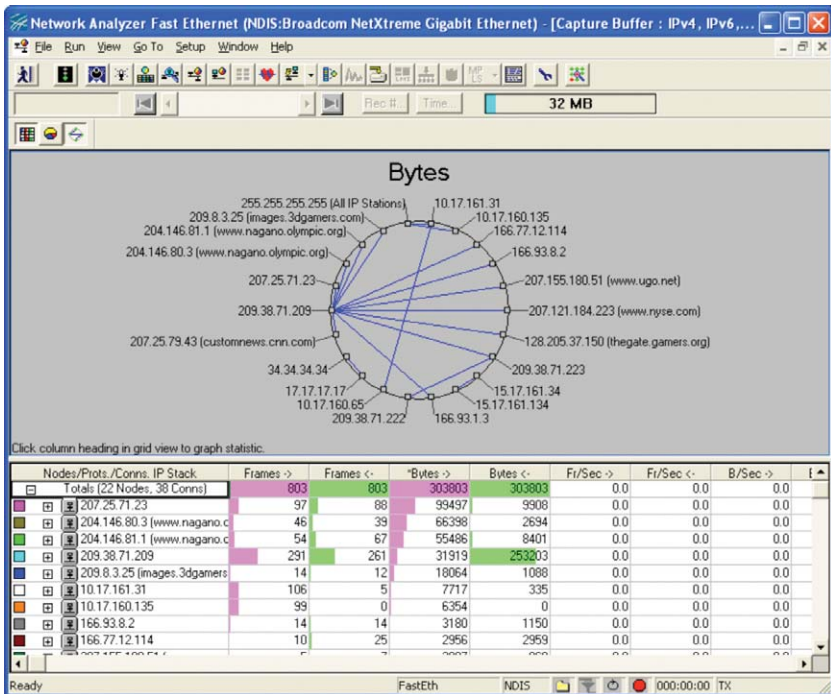 Network Analyzer Fast Ethernet (NDIS:Broadcom NetXtreme Gigabit Ethernet) - [Capture Buffer : IPv4, IPv6,...
File Run View Go To Setup Window Help
Rec #... Time... 32 MB
Bytes
255.255.255.255 (All IP Stations) 10.17.161.31
209.8.3.25 (images.3dgamers.com) 10.17.160.135
204.146.81.1 (www.nagano.olympic.org) 166.77.12.114
204.146.80.3 (www.nagano.olympic.org) 166.93.8.2
207.25.71.23 207.155.180.51 (www.ugo.net)
209.38.71.209 207.121.184.223 (www.nyse.com)
207.25.79.43 (customnews.cnn.com) 128.205.37.150 (thegate.gamers.org)
34.34.34.34 209.38.71.223
17.17.17.17 15.17.161.34
10.17.160.65 15.17.161.134
209.38.71.222 166.93.1.3
Click column heading in grid view to graph statistic.
Nodes/Prots./Conns. IP Stack Frames -> Frames <- *Bytes -> Bytes <- Fr/Sec -> Fr/Sec <- B/Sec ->
Totals (22 Nodes, 38 Conns) 803 803 303803 303803 0.0 0.0 0.0
207.25.71.23 97 88 99497 9908 0.0 0.0 0.0
204.146.80.3 (www.nagano.c 46 39 66398 2694 0.0 0.0 0.0
204.146.81.1 (www.nagano.c 54 67 55486 8401 0.0 0.0 0.0
209.38.71.209 291 261 31919 253203 0.0 0.0 0.0
209.8.3.25 (images.3dgamers 14 12 18064 1088 0.0 0.0 0.0
10.17.161.31 106 5 7717 335 0.0 0.0 0.0
10.17.160.135 99 0 6354 0 0.0 0.0 0.0
166.93.8.2 14 14 3180 1150 0.0 0.0 0.0
166.77.12.114 10 25 2956 2959 0.0 0.0 0.0
Ready FastEth NDIS 000:00:00 TX